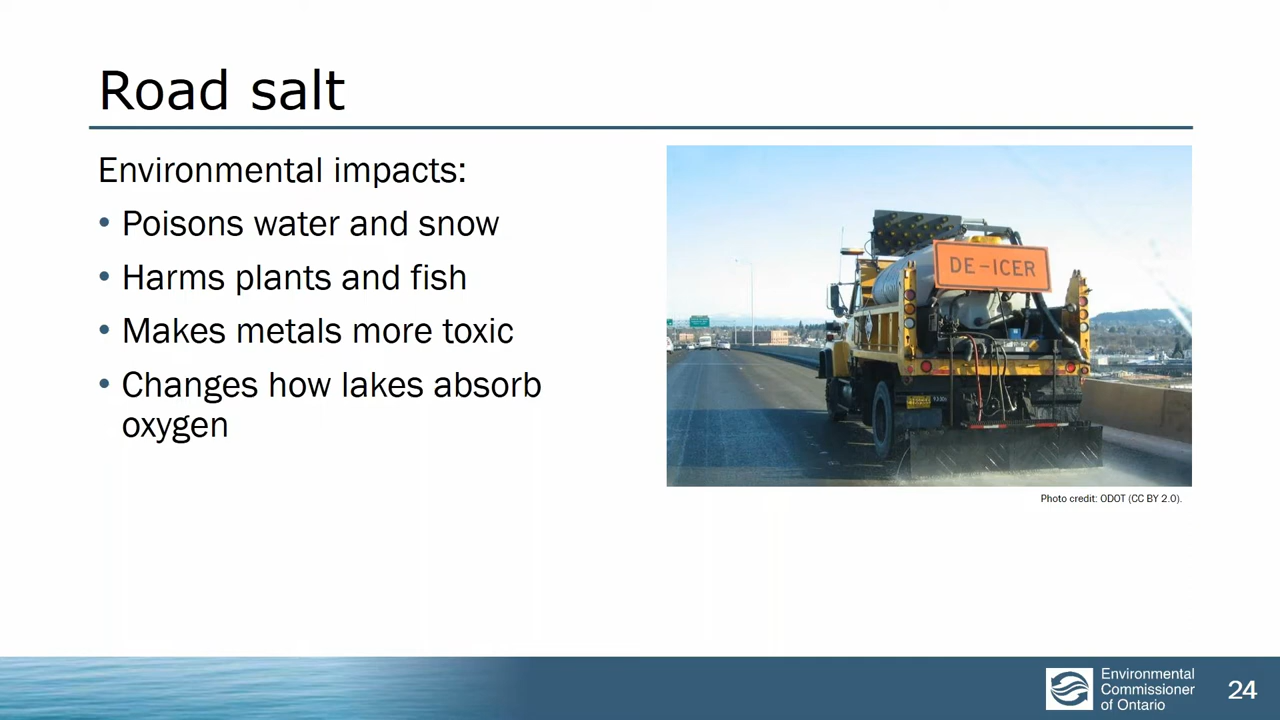 Road salt
Environmental impacts:
• Poisons water and snow
• Harms plants and fish
• Makes metals more toxic
• Changes how lakes absorb
oxygen
DE-ICER
Photo credit: ODOT (CC BY 2.0).
Environmental
Commissioner
of Ontario
24